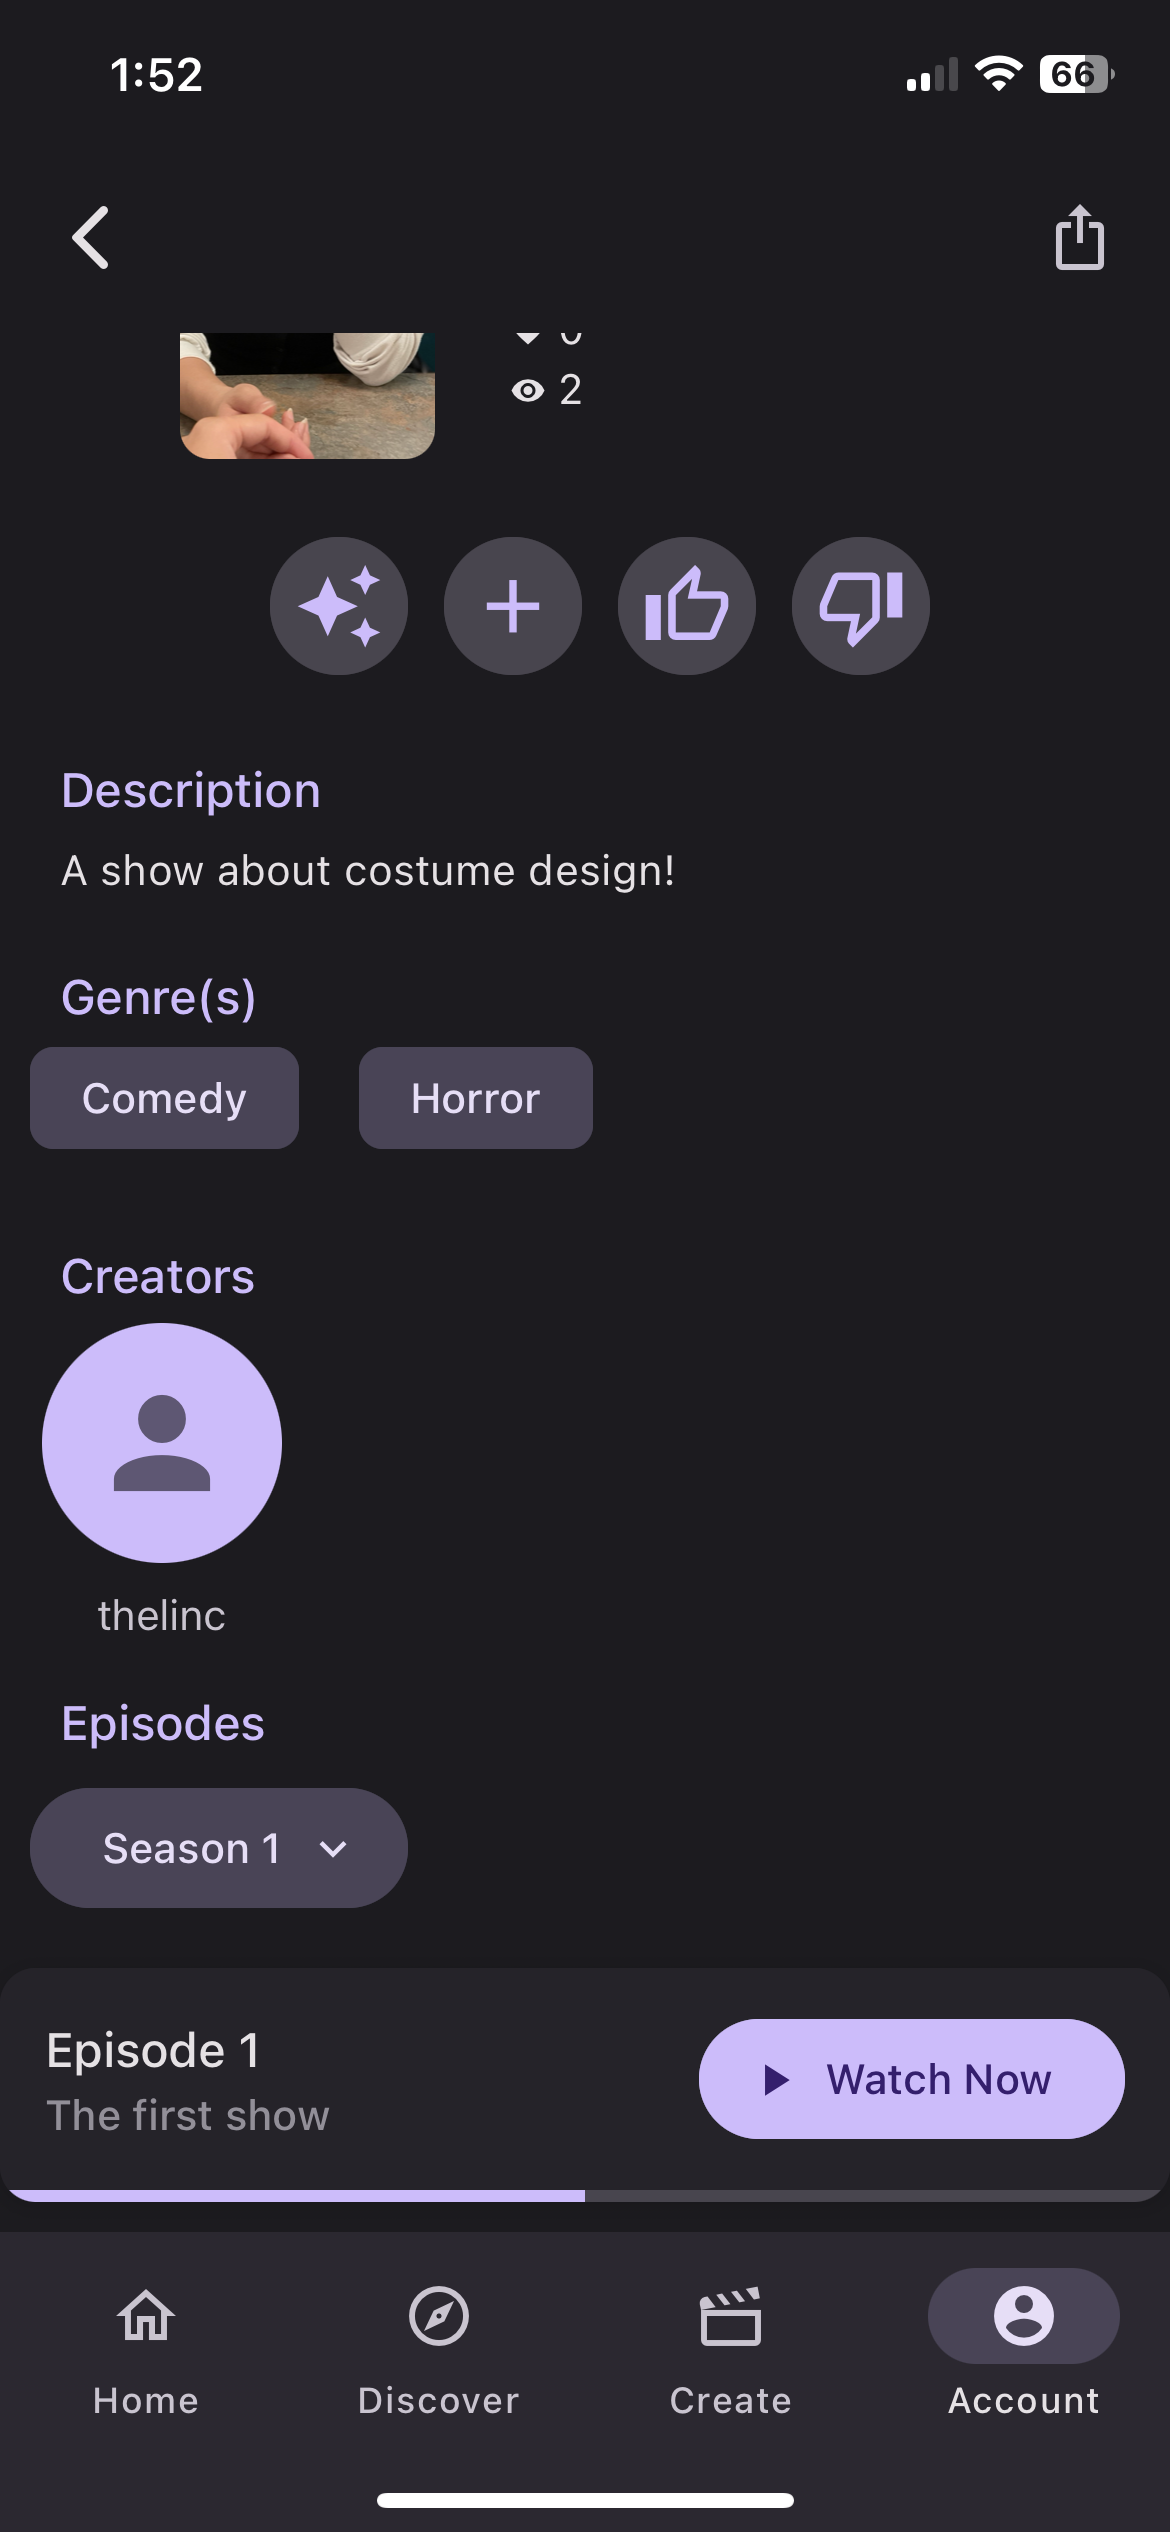 1:52
66
0
2
Description
A show about costume design!
Genre(s)
Comedy
Horror
Creators
thelinc
Episodes
Season 1
Episode 1
The first show
Watch Now
Home
Discover
Create
Account